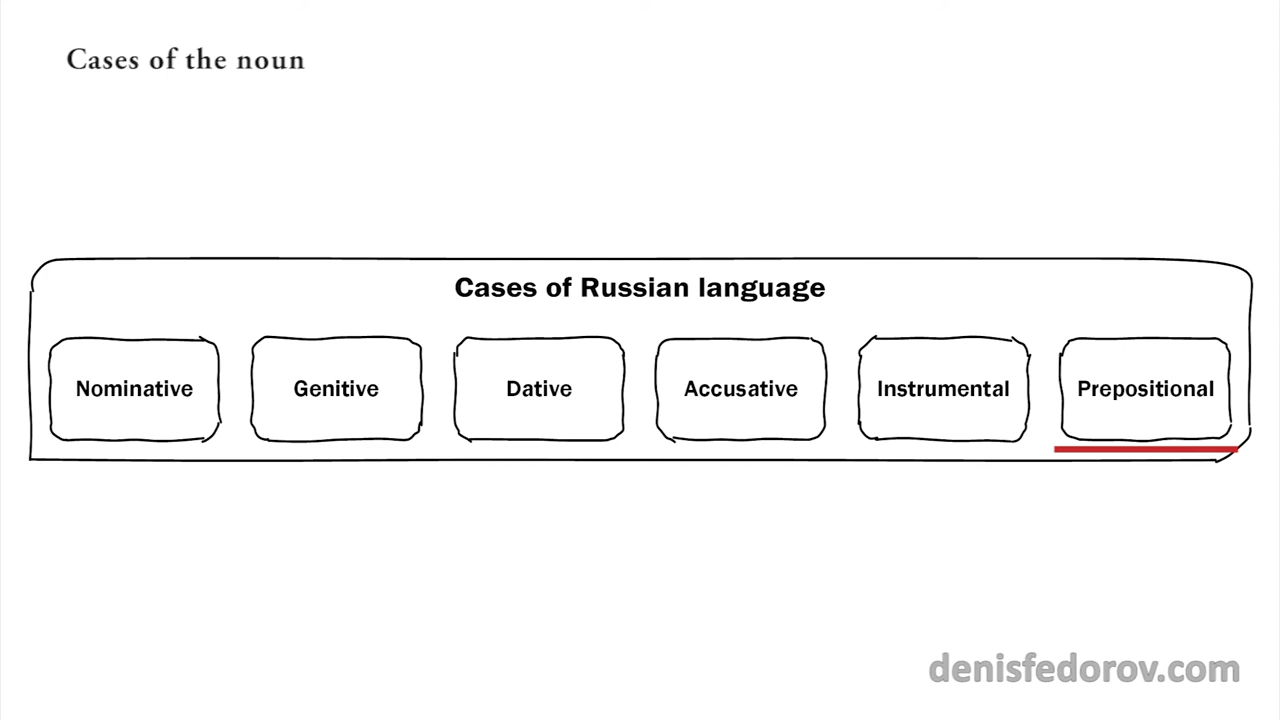 Cases of the noun
Cases of Russian language
Nominative Genitive Dative Accusative Instrumental Prepositional
denisfedorov.com